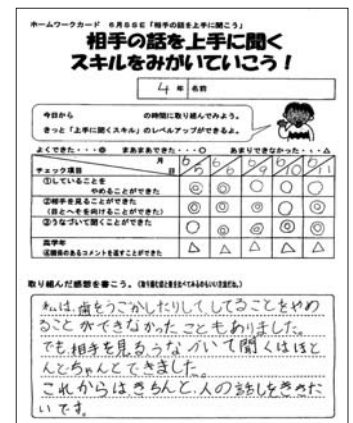 ホームワークカード 6月SSE「相手の話を上手に聞こう」
相手の話を上手に聞く
スキルをみがいていこう！
4年 名前
今日から の時間に取り組んでみよう。
きっと「上手に聞くスキル」のレベルアップができるよ。
よくできた・・・◎ まあまあできた・・・○ あまりできなかった・・・△
チェック項目 月 日 6/5 6/8 6/9 6/10 6/11
①していることを
やめることができた ◎ ◎ ○ ○ ○
②相手を見ることができた
(目とへそを向けることができた) ◎ ◎ ○ ◎ ○
③うなづいて聞くことができた ○ ◎ ◎ ◎ ◎
高学年
④関係のあるコメントを返すことができた △ △ △ △ △
取り組んだ感想を書こう。
私は、歯をうごかしたりして してることをやめ
ることができなかったこともありました。
でも、相手を見るうなづいて聞くはほと
んどちゃんとできました。
これからはきちんと、人の話しをききた
いです。